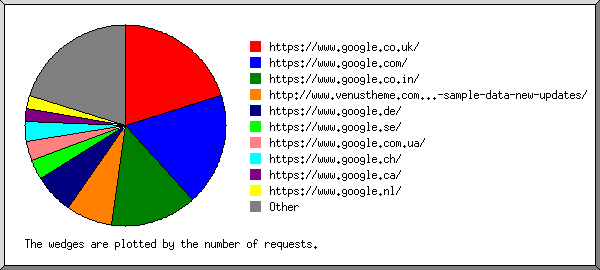 https://www.google.co.uk/
https://www.google.com/
https://www.google.co.in/
http://www.venustheme.com...-sample-data-new-updates/
https://www.google.de/
https://www.google.se/
https://www.google.com.ua/
https://www.google.ch/
https://www.google.ca/
https://www.google.nl/
Other
The wedges are plotted by the number of requests.